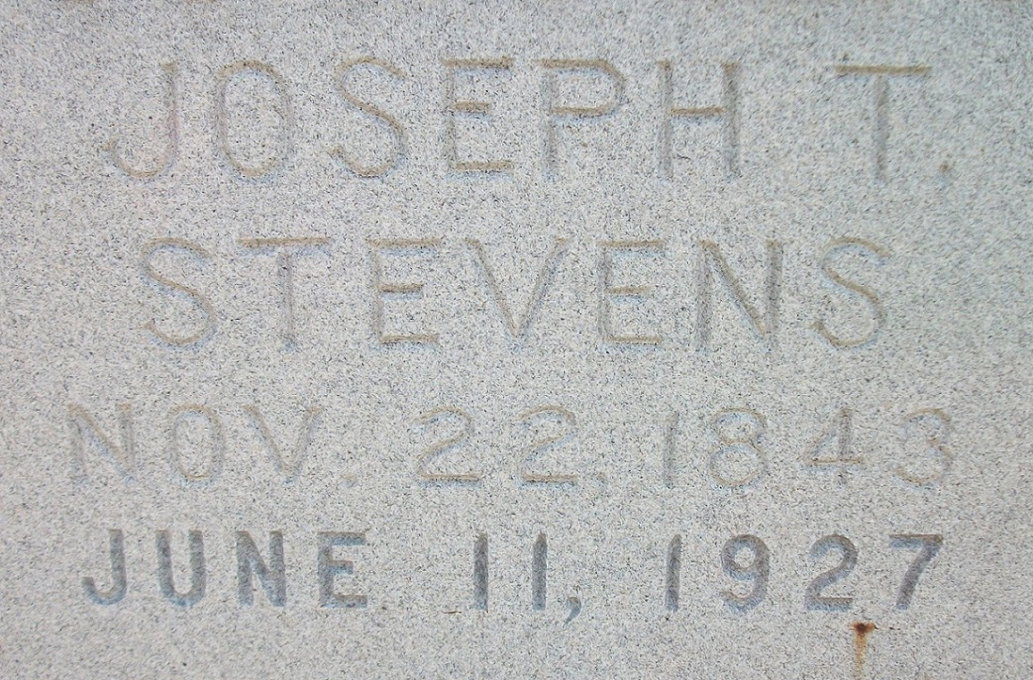 JOSEPH T.
STEVENS
NOV. 22, 1843
JUNE 11, 1927